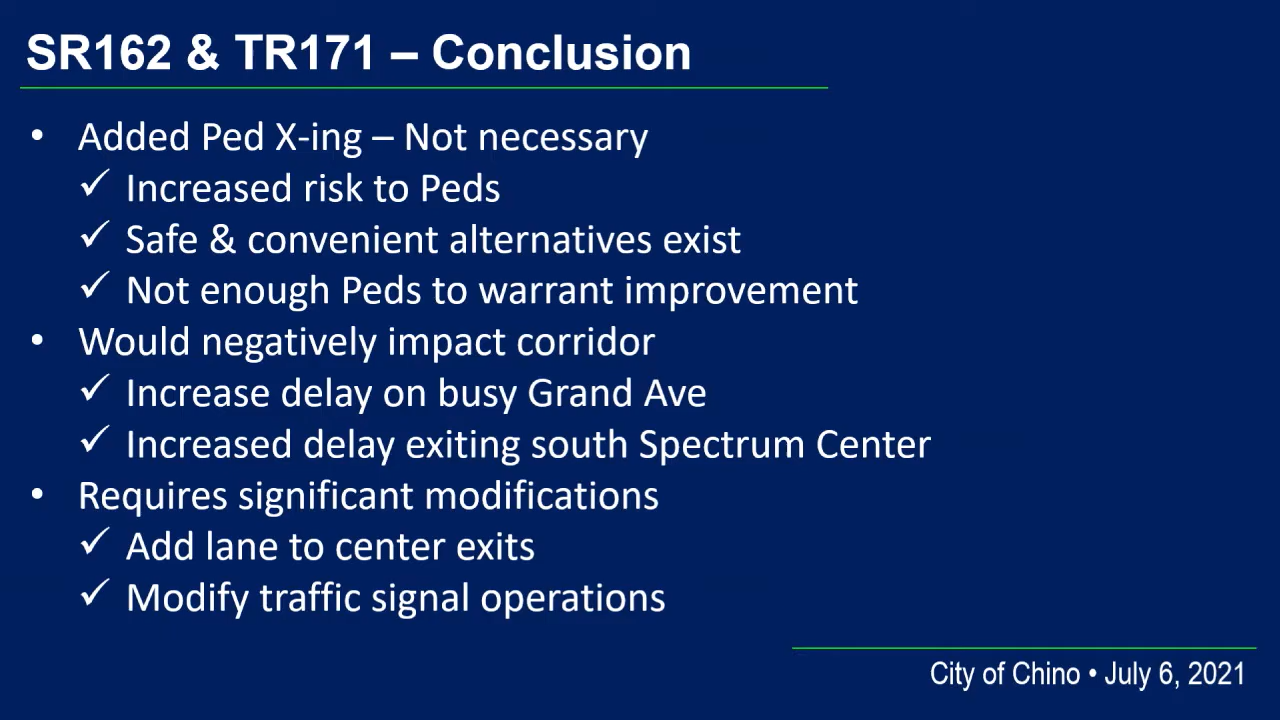 SR162 & TR171 – Conclusion
• Added Ped X-ing – Not necessary
✓ Increased risk to Peds
✓ Safe & convenient alternatives exist
✓ Not enough Peds to warrant improvement
• Would negatively impact corridor
✓ Increase delay on busy Grand Ave
✓ Increased delay exiting south Spectrum Center
• Requires significant modifications
✓ Add lane to center exits
✓ Modify traffic signal operations
City of Chino • July 6, 2021